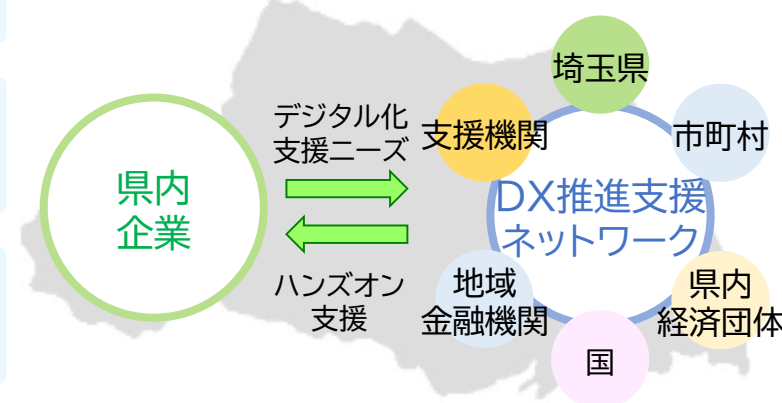 県内
企業
デジタル化
支援ニーズ
ハンズオン
支援
埼玉県
支援機関
市町村
DX推進支援
ネットワーク
地域
金融機関
県内
経済団体
国